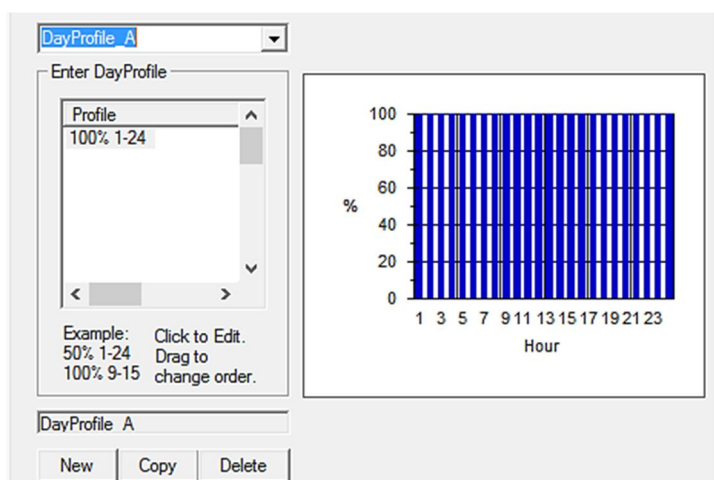 DayProfile_A
Enter DayProfile
Profile
100% 1-24
Example:
50% 1-24
100% 9-15
Click to Edit.
Drag to
change order.
DayProfile_A
New Copy Delete
100
80
60
40
20
0
%
1 3 5 7 9 11 13 15 17 19 21 23
Hour